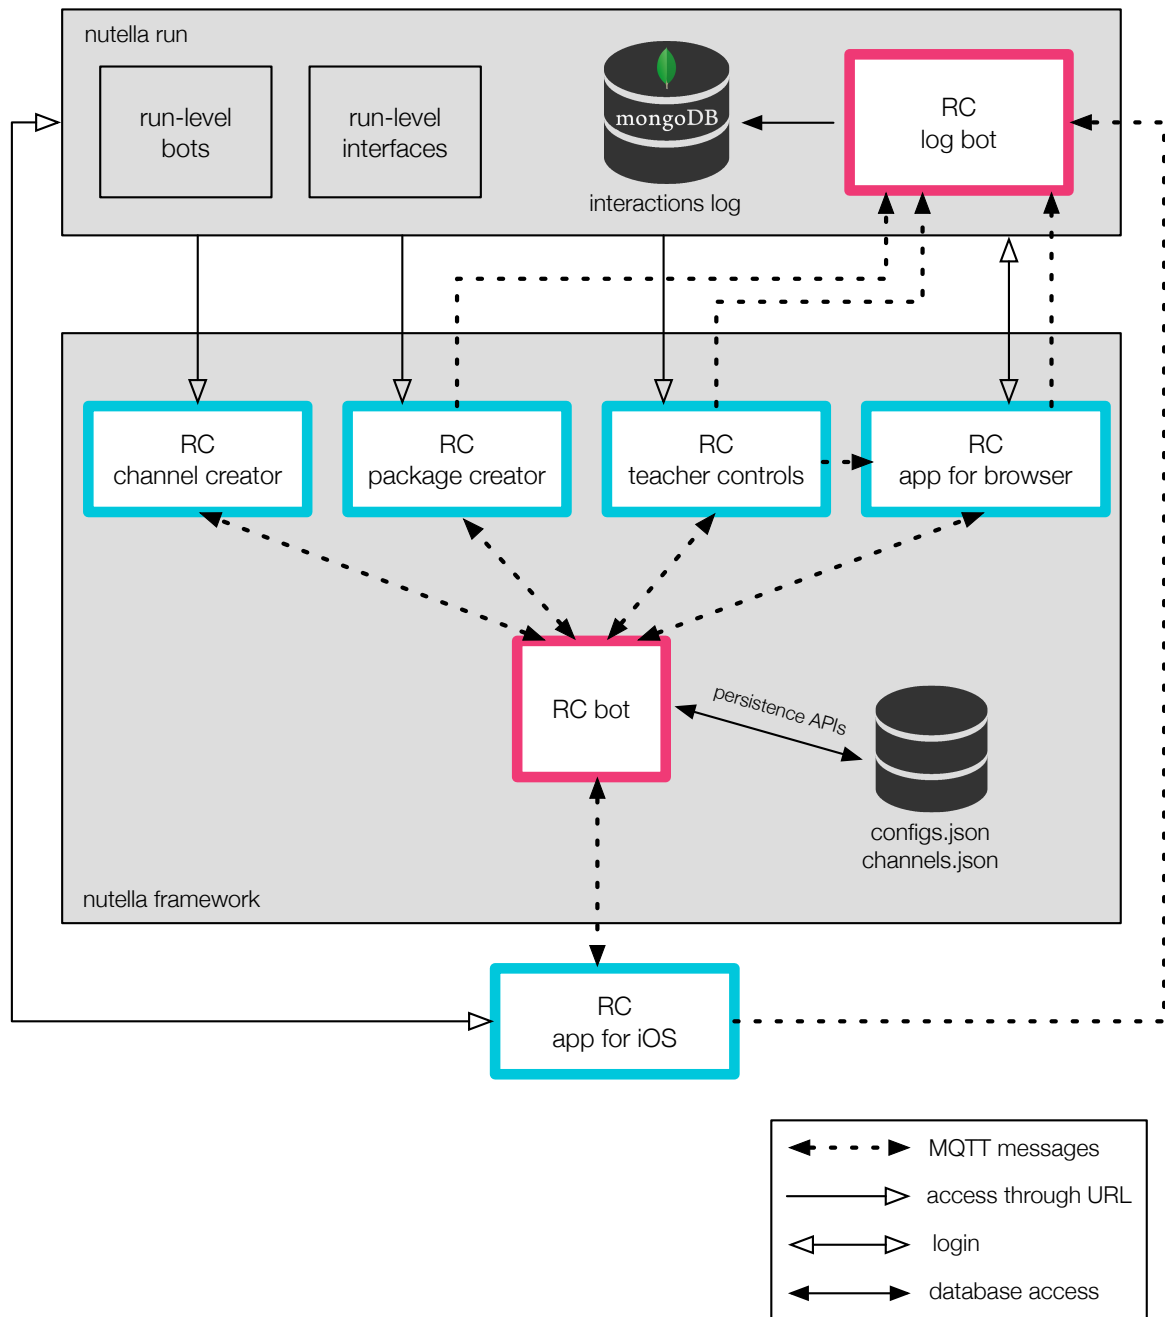 nutella run
run-level
bots
run-level
interfaces
mongoDB
interactions log
RC
log bot
RC
channel creator
RC
package creator
RC
teacher controls
RC
app for browser
RC bot
persistence APIs
configs.json
channels.json
nutella framework
RC
app for iOS
MQTT messages
access through URL
login
database access